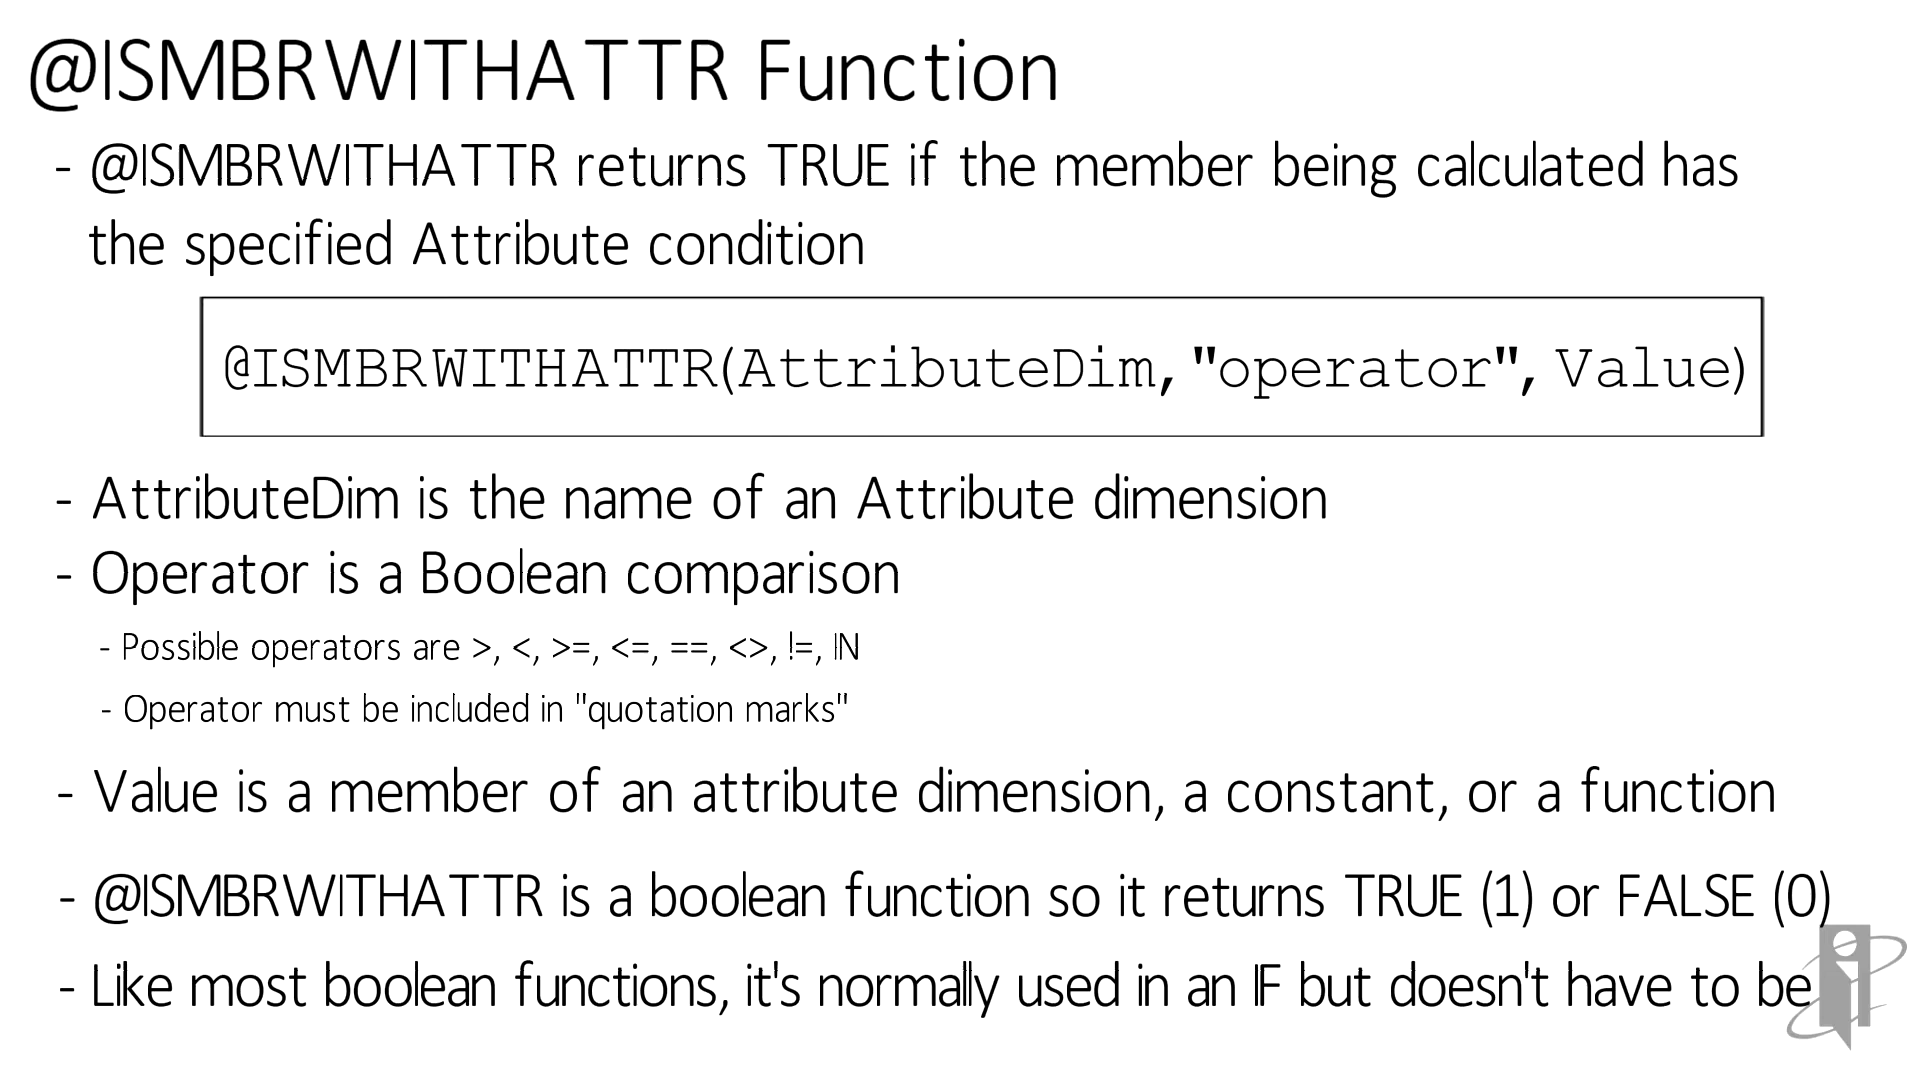 @ISMBRWITHATTR Function
- @ISMBRWITHATTR returns TRUE if the member being calculated has
the specified Attribute condition
@ISMBRWITHATTR(AttributeDim, "operator", Value)
- AttributeDim is the name of an Attribute dimension
- Operator is a Boolean comparison
- Possible operators are >, <, >=, <=, ==, <>, !=, IN
- Operator must be included in "quotation marks"
- Value is a member of an attribute dimension, a constant, or a function
- @ISMBRWITHATTR is a boolean function so it returns TRUE (1) or FALSE (0)
- Like most boolean functions, it's normally used in an IF but doesn't have to be